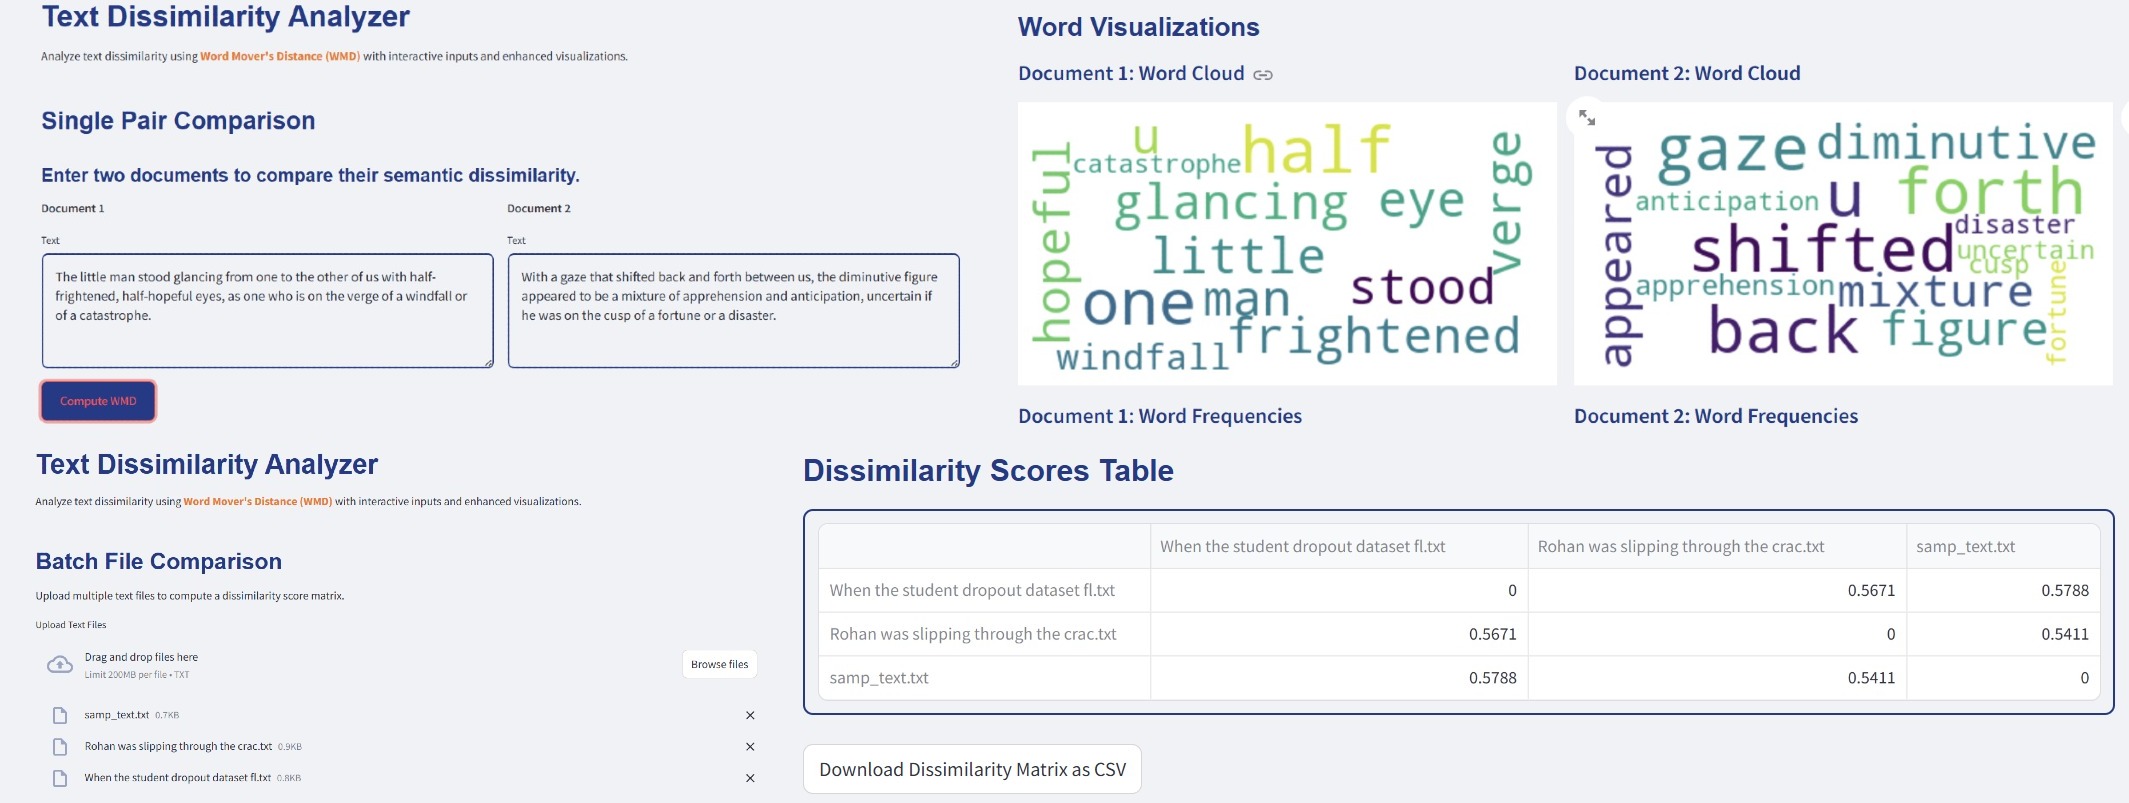 Text Dissimilarity Analyzer
Analyze text dissimilarity using Word Mover's Distance (WMD) with interactive inputs and enhanced visualizations.
Single Pair Comparison
Enter two documents to compare their semantic dissimilarity.
Document 1
Text
The little man stood glancing from one to the other of us with half-
frightened, half-hopeful eyes, as one who is on the verge of a windfall or
of a catastrophe.
Document 2
Text
With a gaze that shifted back and forth between us, the diminutive figure
appeared to be a mixture of apprehension and anticipation, uncertain if
he was on the cusp of a fortune or a disaster.
Compute WMD
Word Visualizations
Document 1: Word Cloud
hopeful
u
catastrophe
half
verge
glancing
eye
little
stood
one
man
frightened
windfall
Document 2: Word Cloud
appeared
gaze
diminutive
anticipation
u
forth
disaster
shifted
uncertain
cusp
apprehension
mixture
fortune
back
figure
Document 1: Word Frequencies
Document 2: Word Frequencies
Text Dissimilarity Analyzer
Analyze text dissimilarity using Word Mover's Distance (WMD) with interactive inputs and enhanced visualizations.
Batch File Comparison
Upload multiple text files to compute a dissimilarity score matrix.
Upload Text Files
Drag and drop files here
Limit 200MB per file • TXT
Browse files
samp_text.txt 0.7KB
Rohan was slipping through the crac.txt 0.9KB
When the student dropout dataset fl.txt 0.8KB
Dissimilarity Scores Table
When the student dropout dataset fl.txt Rohan was slipping through the crac.txt samp_text.txt
When the student dropout dataset fl.txt 0 0.5671 0.5788
Rohan was slipping through the crac.txt 0.5671 0 0.5411
samp_text.txt 0.5788 0.5411 0
Download Dissimilarity Matrix as CSV